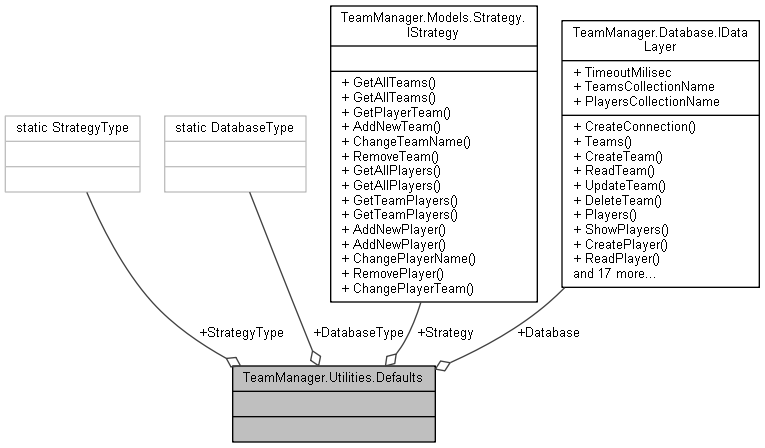 TeamManager.Models.Strategy.
IStrategy
+ GetAllTeams()
+ GetAllTeams()
+ GetPlayerTeam()
+ AddNewTeam()
+ ChangeTeamName()
+ RemoveTeam()
+ GetAllPlayers()
+ GetAllPlayers()
+ GetTeamPlayers()
+ GetTeamPlayers()
+ AddNewPlayer()
+ AddNewPlayer()
+ ChangePlayerName()
+ RemovePlayer()
+ ChangePlayerTeam()
TeamManager.Database.IData
Layer
+ TimeoutMilisec
+ TeamsCollectionName
+ PlayersCollectionName
+ CreateConnection()
+ Teams()
+ CreateTeam()
+ ReadTeam()
+ UpdateTeam()
+ DeleteTeam()
+ Players()
+ ShowPlayers()
+ CreatePlayer()
+ ReadPlayer()
and 17 more...
static StrategyType
static DatabaseType
+StrategyType
+DatabaseType
+Strategy
+Database
TeamManager.Utilities.Defaults